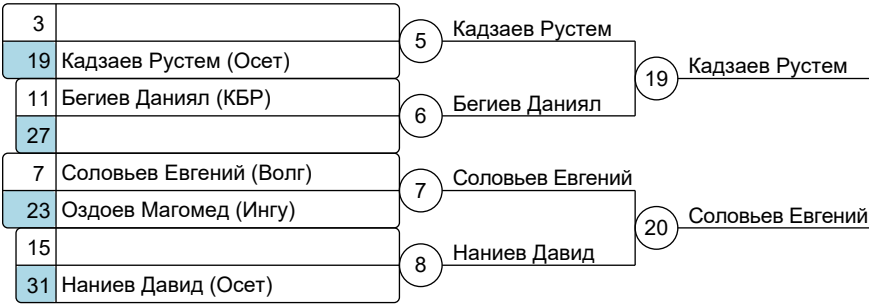 3
19 Кадзаев Рустем (Осет)
11 Бегиев Даниял (КБР)
27
7 Соловьев Евгений (Волг)
23 Оздоев Магомед (Ингу)
15
31 Наниев Давид (Осет)
5 Кадзаев Рустем
6 Бегиев Даниял
7 Соловьев Евгений
8 Наниев Давид
19 Кадзаев Рустем
20 Соловьев Евгений